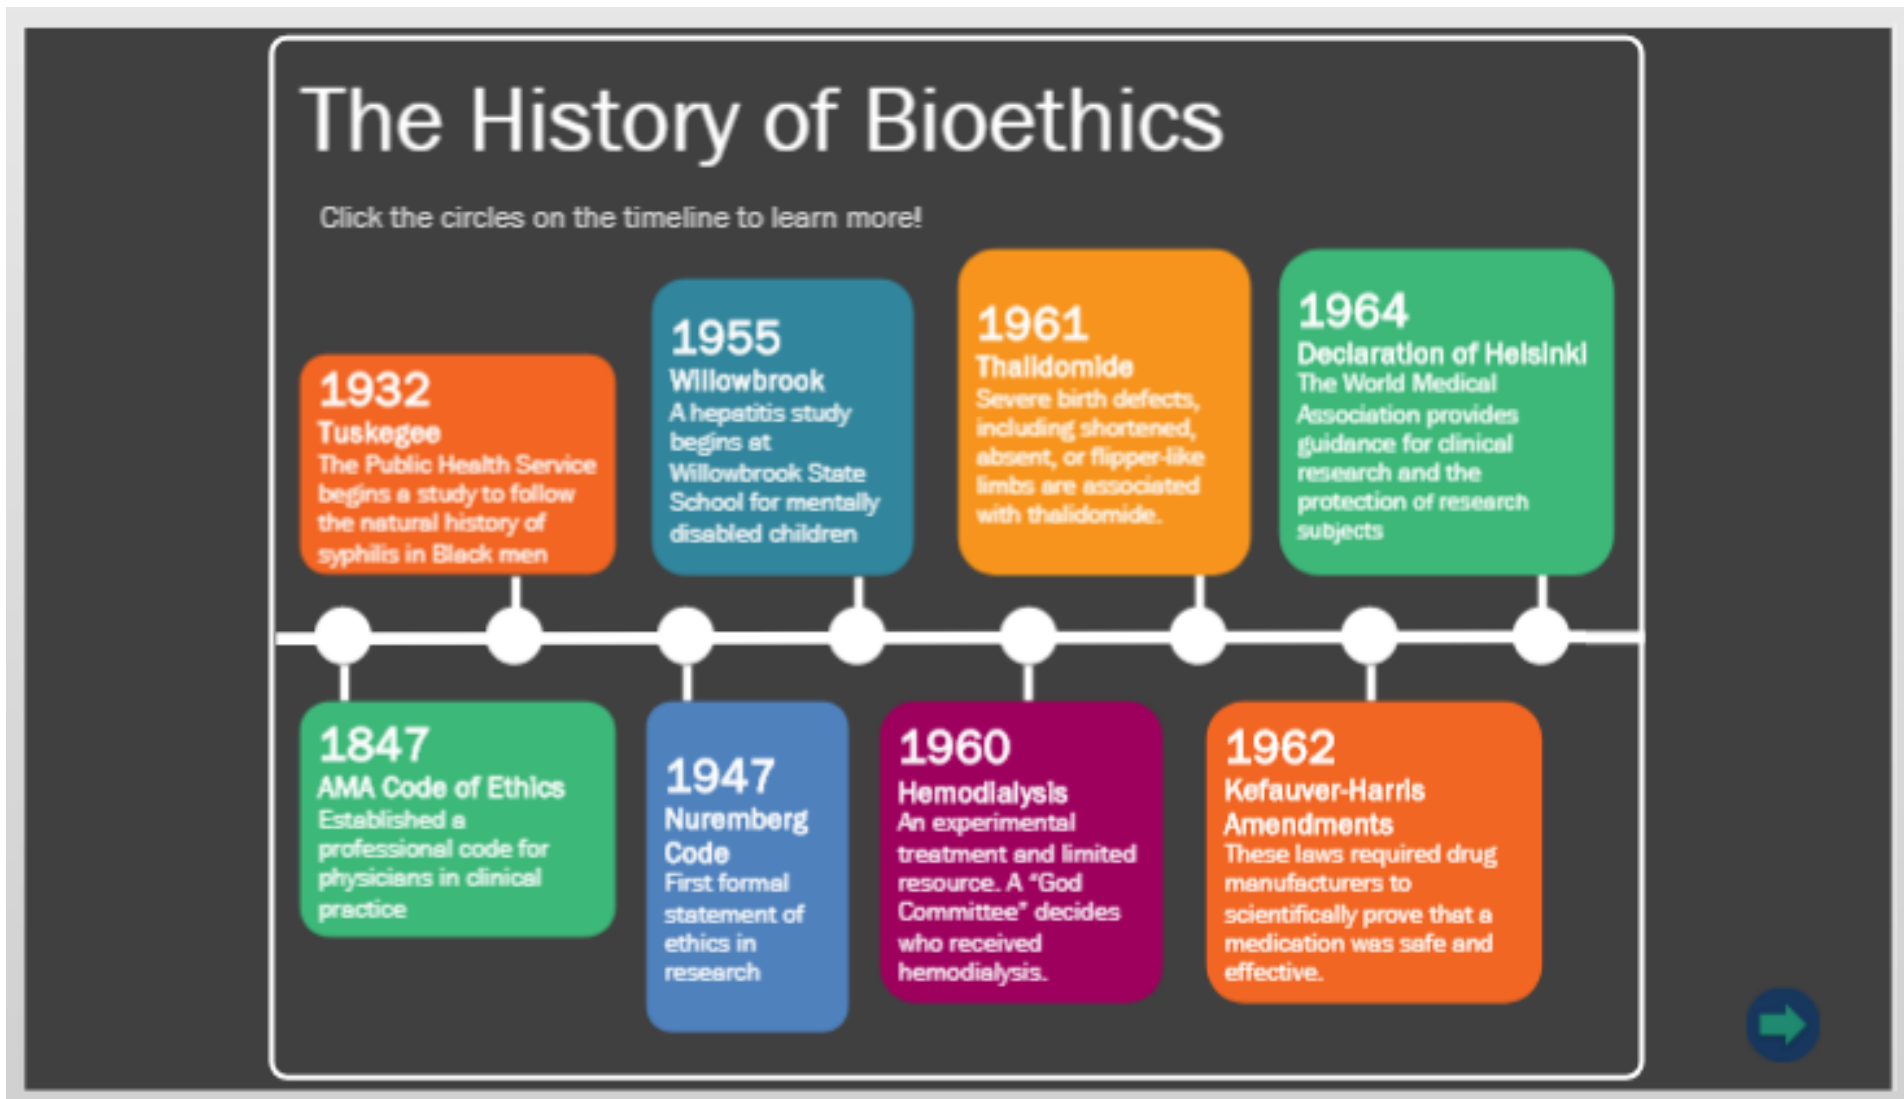 The History of Bioethics
Click the circles on the timeline to learn more!
1932
Tuskegee
The Public Health Service
begins a study to follow
the natural history of
syphilis in Black men
1955
Willowbrook
A hepatitis study
begins at
Willowbrook State
School for mentally
disabled children
1961
Thalidomide
Severe birth defects,
including shortened,
absent, or flipper-like
limbs are associated
with thalidomide.
1964
Declaration of Helsinki
The World Medical
Association provides
guidance for clinical
research and the
protection of research
subjects
1847
AMA Code of Ethics
Established a
professional code for
physicians in clinical
practice
1947
Nuremberg
Code
First formal
statement of
ethics in
research
1960
Hemodialysis
An experimental
treatment and limited
resource. A “God
Committee” decides
who received
hemodialysis.
1962
Kefauver-Harris
Amendments
These laws required drug
manufacturers to
scientifically prove that a
medication was safe and
effective.